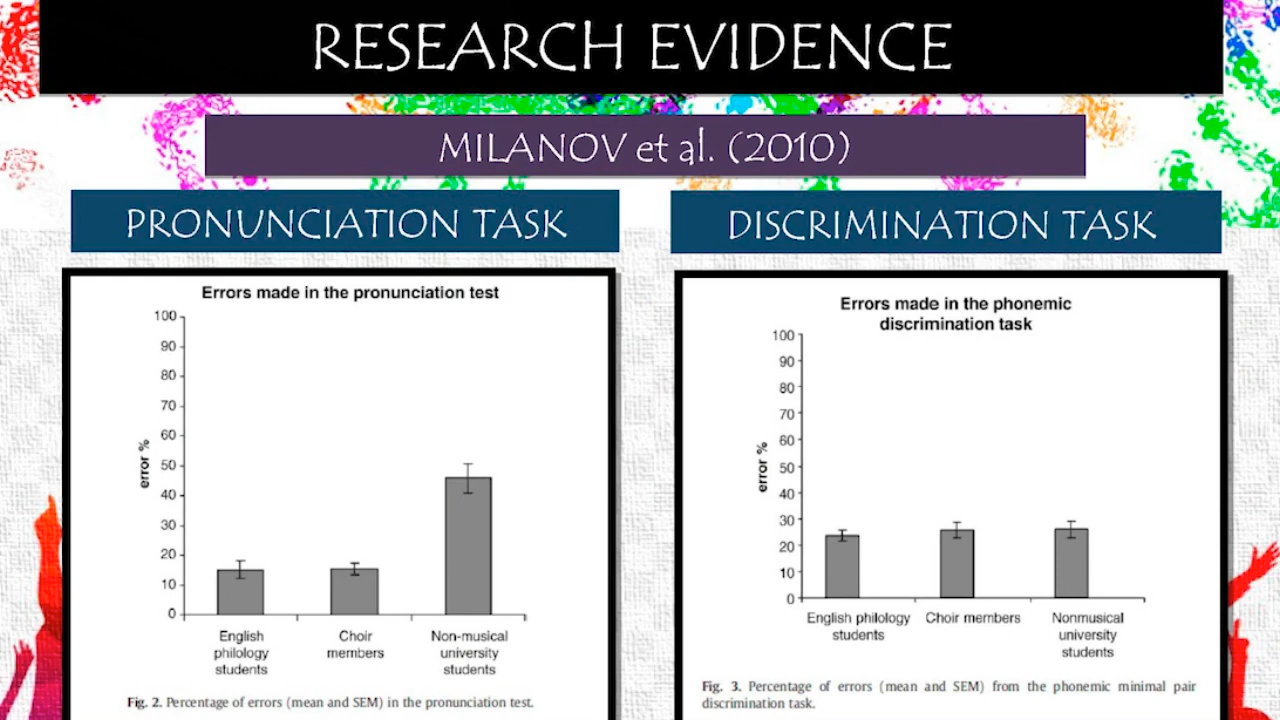 RESEARCH EVIDENCE
MILANOV et al. (2010)
PRONUNCIATION TASK
Errors made in the pronunciation test
100
90
80
70
60
50
40
30
20
10
0
error %
English
philology
students
Choir
members
Non-musical
university
students
Fig. 2. Percentage of errors (mean and SEM) in the pronunciation test.
DISCRIMINATION TASK
Errors made in the phonemic
discrimination task
100
90
80
70
60
50
40
30
20
10
0
error %
English philology
students
Choir members
Nonmusical
university
students
Fig. 3. Percentage of errors (mean and SEM) from the phonemic minimal pair
discrimination task.